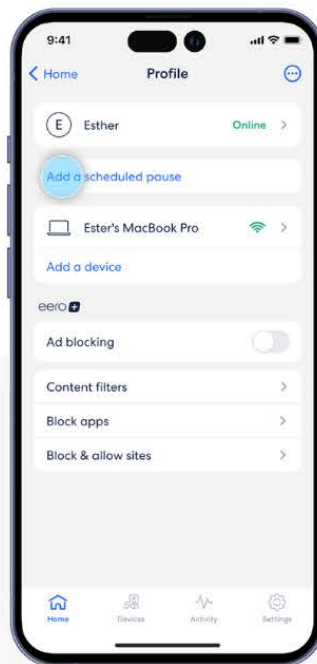 9:41
Home Profile
E Esther Online
Add a scheduled pause
Ester's MacBook Pro
Add a device
eero+
Ad blocking
Content filters
Block apps
Block & allow sites
Home Devices Activity Settings